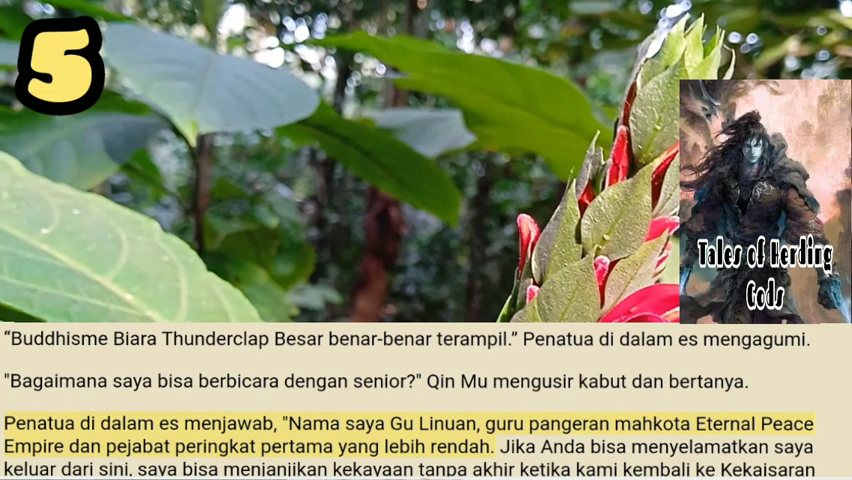 5
Tales of Herding
Gods
“Buddhisme Biara Thunderclap Besar benar-benar terampil.” Penatua di dalam es mengagumi.
"Bagaimana saya bisa berbicara dengan senior?" Qin Mu mengusir kabut dan bertanya.
Penatua di dalam es menjawab, "Nama saya Gu Linuan, guru pangeran mahkota Eternal Peace
Empire dan pejabat peringkat pertama yang lebih rendah. Jika Anda bisa menyelamatkan saya
keluar dari sini, saya bisa menjanjikan kekayaan tanpa akhir ketika kami kembali ke Kekaisaran